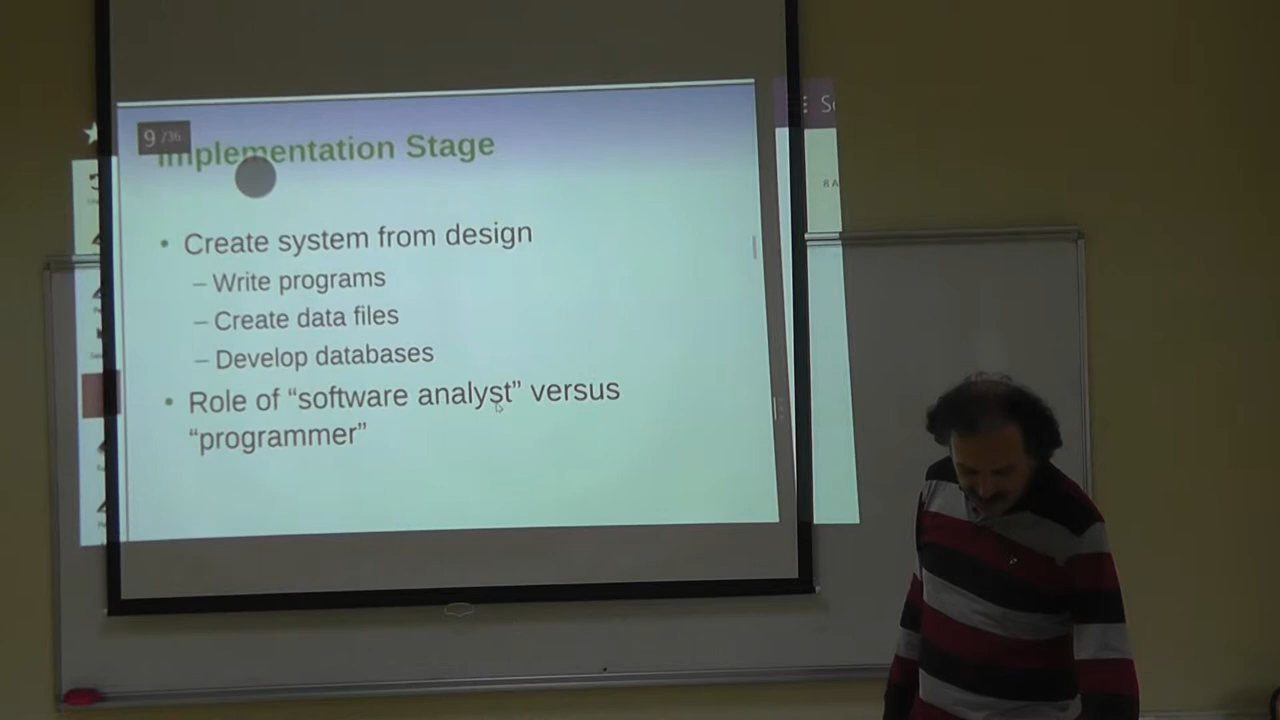 9 /36
Implementation Stage
• Create system from design
– Write programs
– Create data files
– Develop databases
• Role of “software analyst” versus
“programmer”